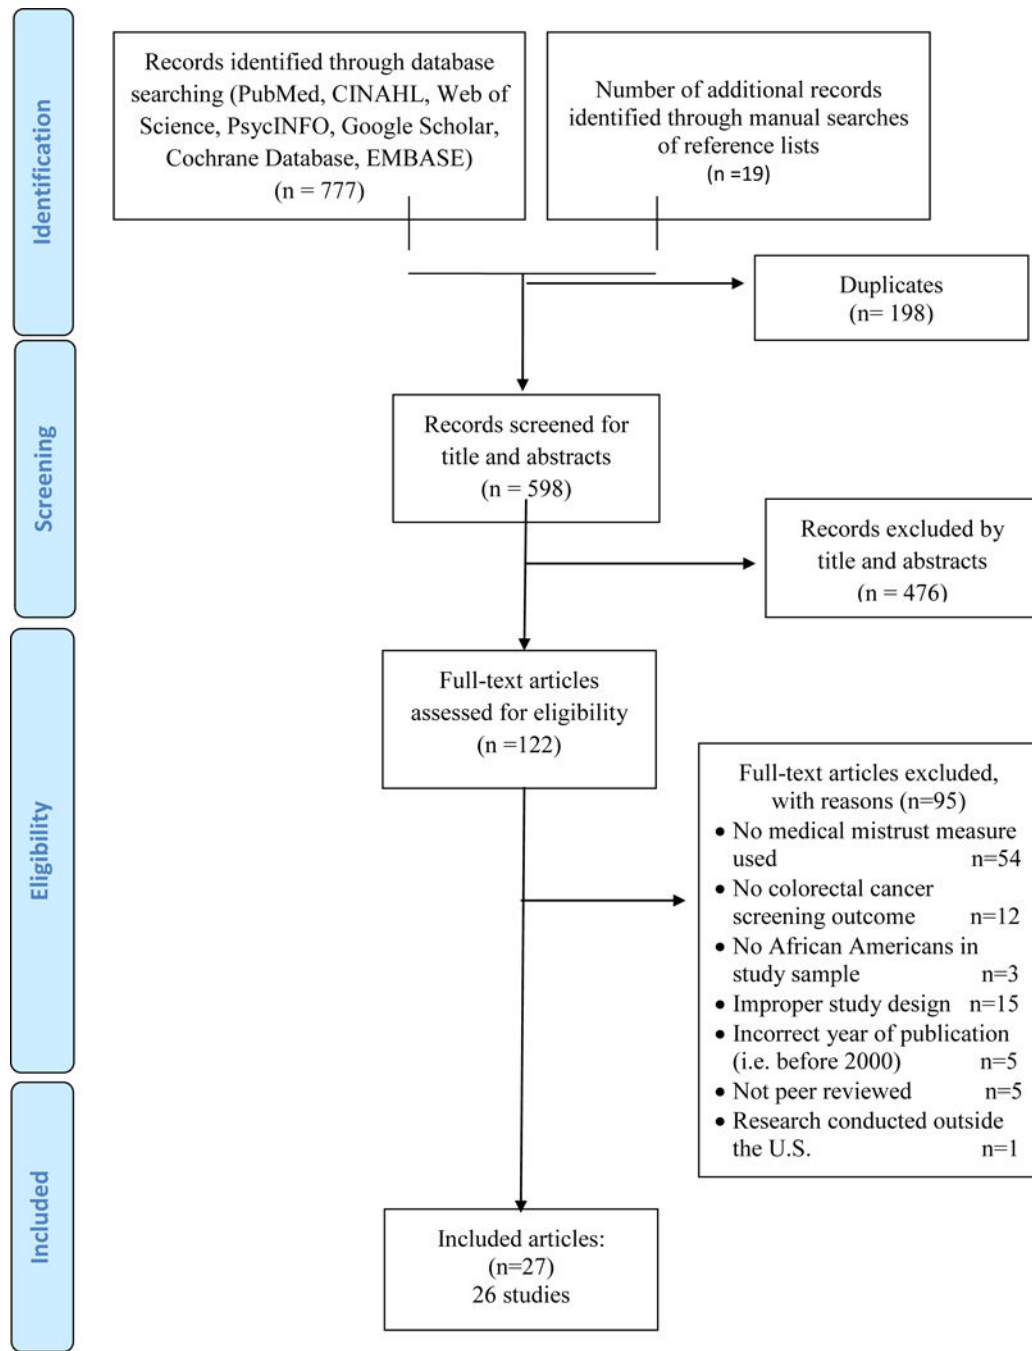 Identification
Records identified through database
searching (PubMed, CINAHL, Web of
Science, PsycINFO, Google Scholar,
Cochrane Database, EMBASE)
(n = 777)
Number of additional records
identified through manual searches
of reference lists
(n =19)
Duplicates
(n= 198)
Screening
Records screened for
title and abstracts
(n = 598)
Records excluded by
title and abstracts
(n = 476)
Eligibility
Full-text articles
assessed for eligibility
(n =122)
Full-text articles excluded,
with reasons (n=95)
• No medical mistrust measure
used n=54
• No colorectal cancer
screening outcome n=12
• No African Americans in
study sample n=3
• Improper study design n=15
• Incorrect year of publication
(i.e. before 2000) n=5
• Not peer reviewed n=5
• Research conducted outside
the U.S. n=1
Included
Included articles:
(n=27)
26 studies